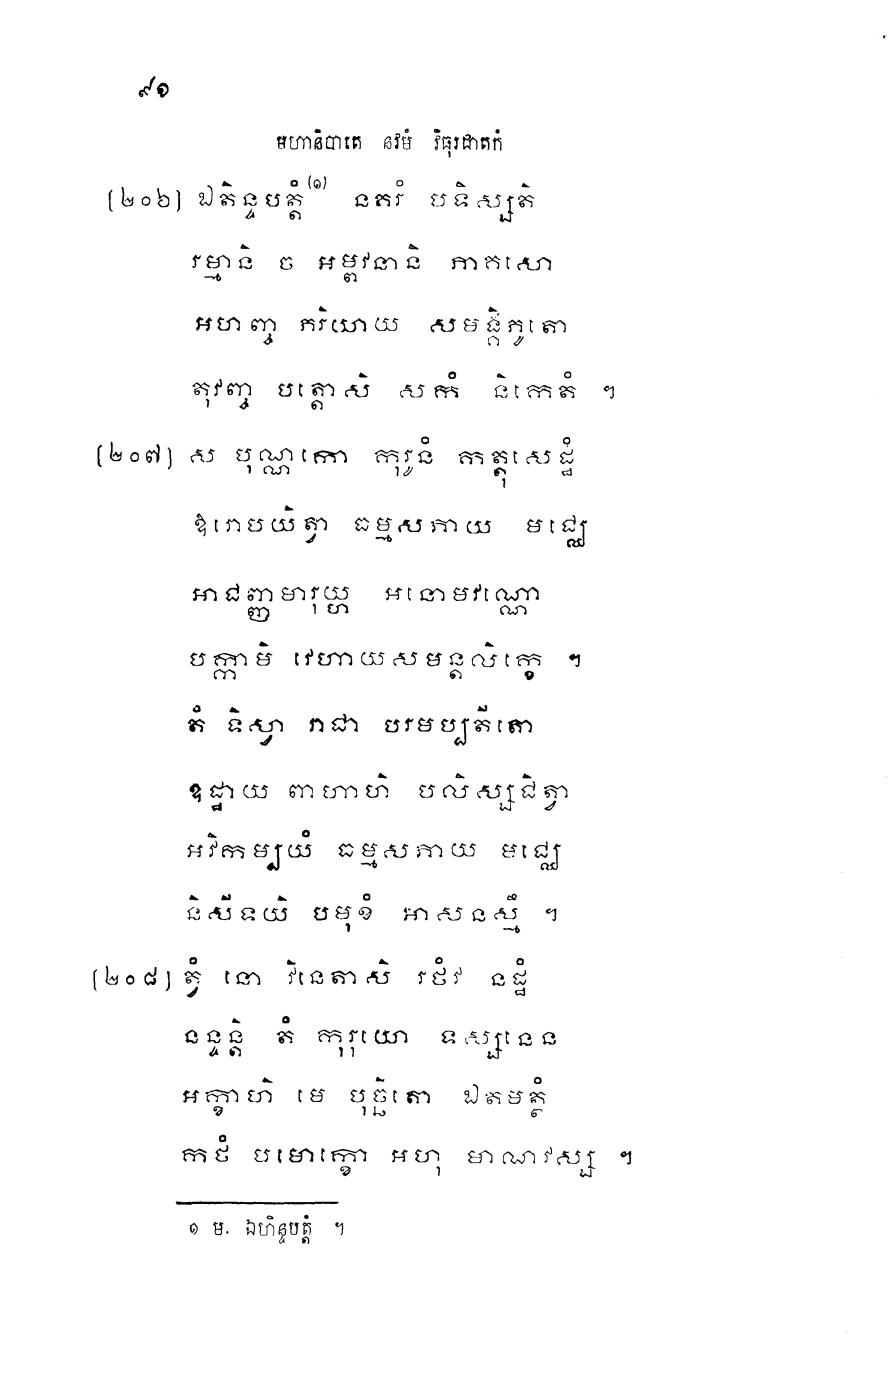 ៩១
មហានិបាតេ នវមំ វិធុរជាតកំ
(២០៦) ឯតិន្ទបត្តំ(១) នគរំ បទិស្សតិ
រម្មានិ ច អម្ពវនានិ ភាគសោ
អហញ្ច ភរិយាយ សមង្គិភូតោ
តុវញ្ច បត្តោសិ សកំ និកេតំ ។
(២០៧) ស បុណ្ណកោ កុរូនំ កត្តុសេដ្ឋំ
ឱរោបយិត្វា ធម្មសភាយ មជ្ឈេ
អាជញ្ញមារុយ្ហ អនោមវណ្ណោ
បក្កាមិ វេហាយសមន្តលិក្ខេ ។
តំ ទិស្វា រាជា បរមប្បតីតោ
ឧដ្ឋាយ ពាហាហិ បលិស្សជិត្វា
អវិកម្បយំ ធម្មសភាយ មជ្ឈេ
និសីទយិ បមុខំ អាសនស្មឹ ។
(២០៨) ត្វំ នោ វិនេតាសិ រថំវ នដ្ឋំ
នន្ទន្តិ តំ កុរុយោ ទស្សនេន
អក្ខាហិ មេ បុច្ឆិតោ ឯតមត្ថំ
កថំ បមោក្ខោ អហុ មាណវស្ស ។
១ ម. ឯហិន្ទបត្តំ ។